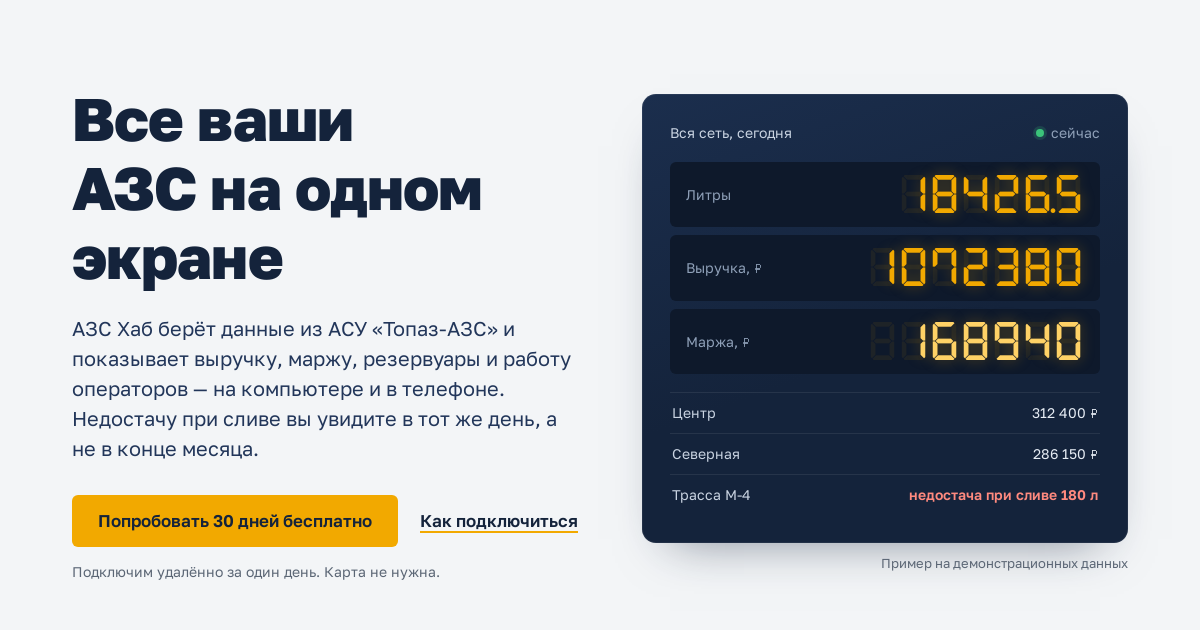 Все ваши
АЗС на одном
экране
АЗС Хаб берёт данные из АСУ «Топаз-АЗС» и
показывает выручку, маржу, резервуары и работу
операторов — на компьютере и в телефоне.
Недостачу при сливе вы увидите в тот же день, а
не в конце месяца.
Попробовать 30 дней бесплатно
Как подключиться
Подключим удалённо за один день. Карта не нужна.
Вся сеть, сегодня
сейчас
Литры
18426.5
Выручка, ₽
1072380
Маржа, ₽
168940
Центр
312 400 ₽
Северная
286 150 ₽
Трасса М-4
недостача при сливе 180 л
Пример на демонстрационных данных